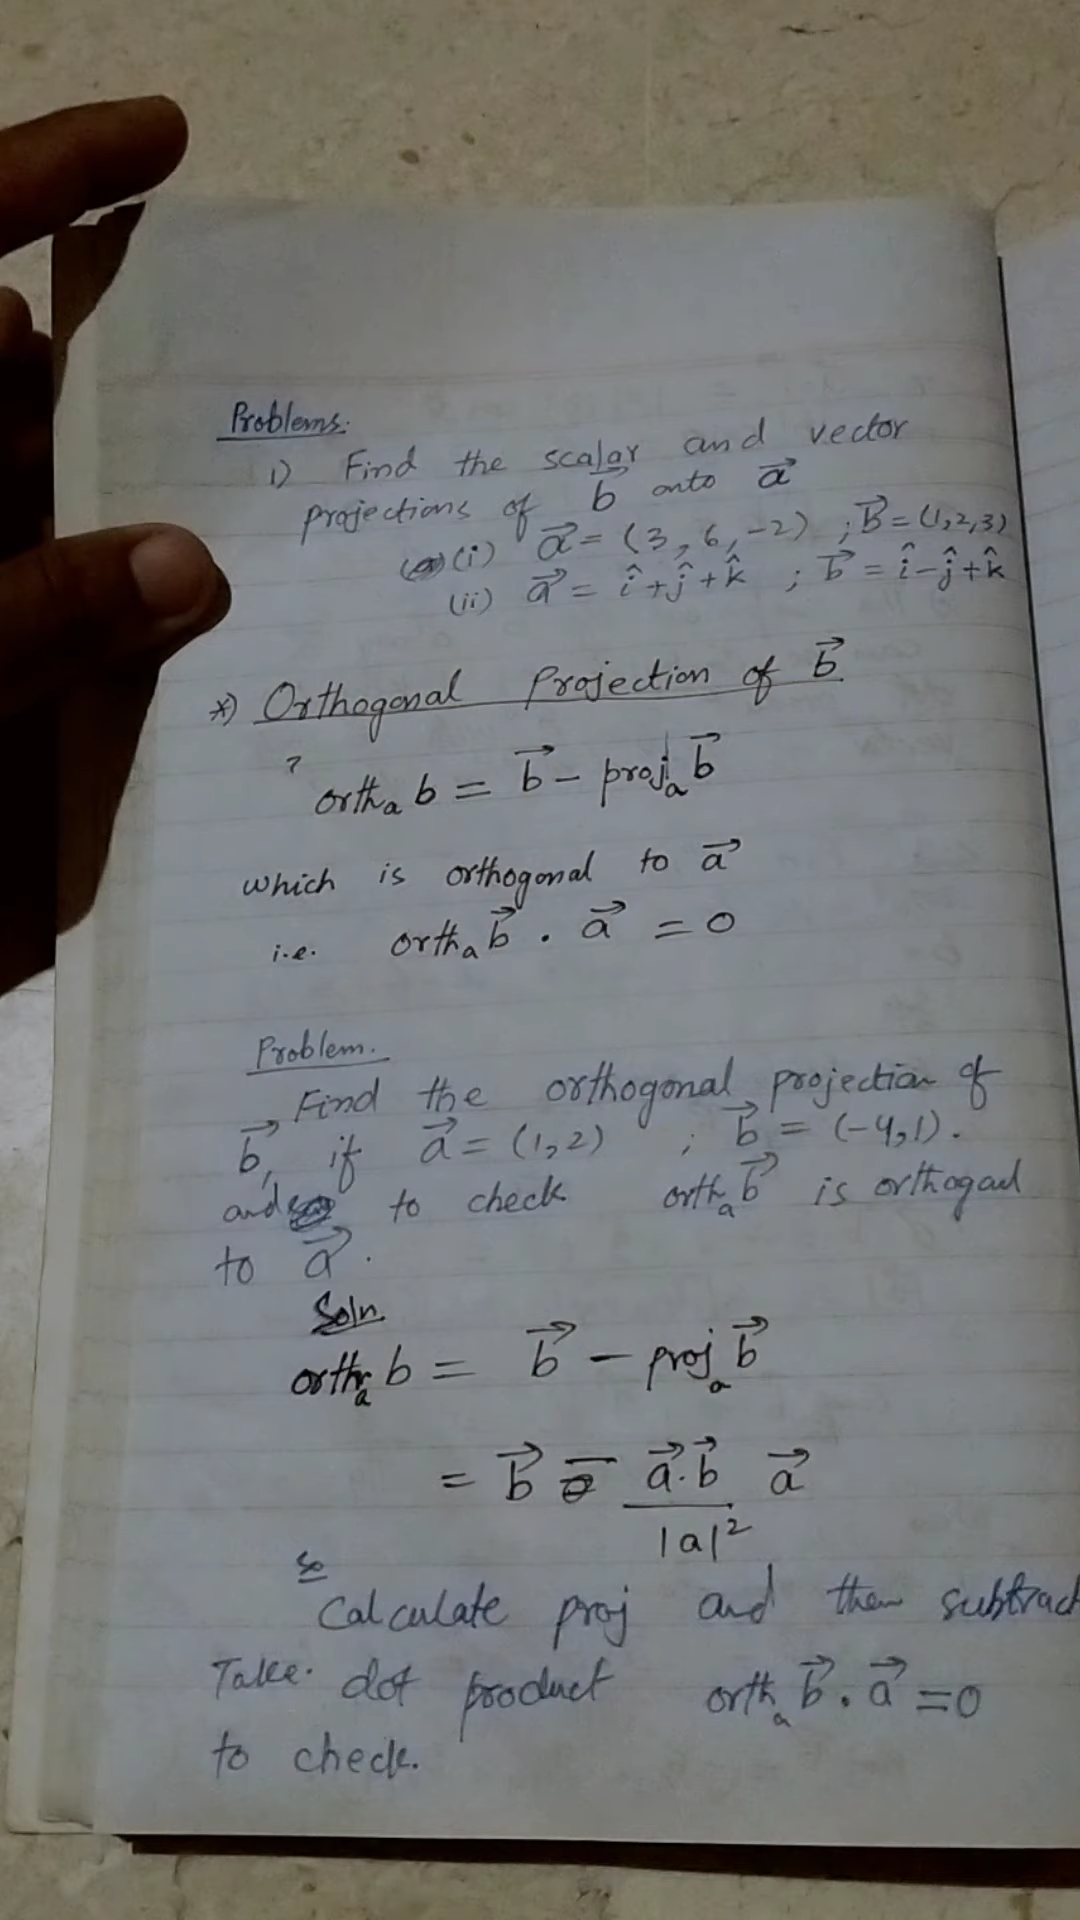 Problems.
1) Find the scalar and vector
projections of b⃗ onto a⃗
(i) a⃗ = (3, 6, -2) ; B⃗ = (1, 2, 3)
(ii) a⃗ = î + ĵ + k̂ ; b⃗ = î - ĵ + k̂
*) Orthogonal Projection of b⃗
? orthₐ b = b⃗ - projₐ b⃗
which is orthogonal to a⃗
i.e. orthₐ b⃗ . a⃗ = 0
Problem.
Find the orthogonal projection of
b⃗, if a⃗ = (1, 2) ; b⃗ = (-4, 1).
and to check orthₐ b⃗ is orthogad
to a⃗.
Soln.
orthₐ b = b⃗ - projₐ b⃗
= b⃗ - a⃗.b⃗ / |a|² a⃗
so
Calculate proj and then subtract
Take. dot product orthₐ b⃗ . a⃗ = 0
to check.